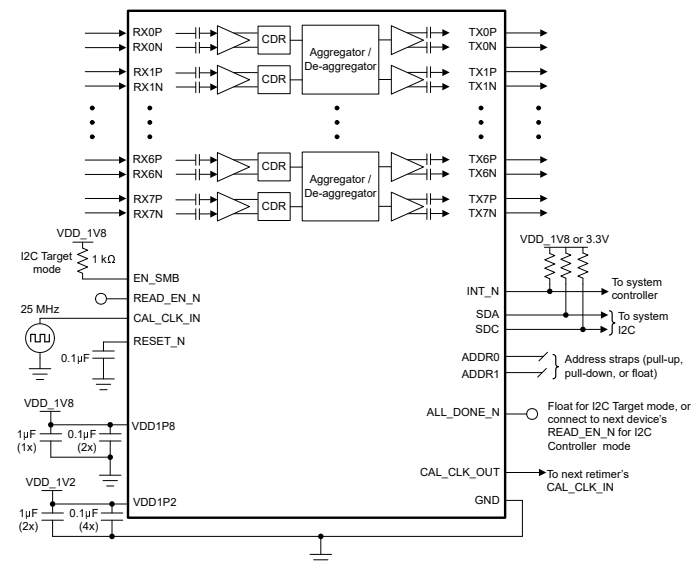 RX0P
RX0N
CDR
Aggregator /
De-aggregator
TX0P
TX0N
RX1P
RX1N
CDR
TX1P
TX1N
RX6P
RX6N
CDR
Aggregator /
De-aggregator
TX6P
TX6N
RX7P
RX7N
CDR
TX7P
TX7N
VDD_1V8
I2C Target
mode
1 kΩ
EN_SMB
READ_EN_N
25 MHz
CAL_CLK_IN
RESET_N
0.1µF
VDD_1V8
1µF
(1x)
0.1µF
(2x)
VDD1P8
VDD_1V2
1µF
(2x)
0.1µF
(4x)
VDD1P2
VDD_1V8 or 3.3V
INT_N
To system
controller
SDA
SDC
To system
I2C
ADDR0
ADDR1
Address straps (pull-up,
pull-down, or float)
ALL_DONE_N
Float for I2C Target mode, or
connect to next device's
READ_EN_N for I2C
Controller mode
CAL_CLK_OUT
To next retimer's
CAL_CLK_IN
GND